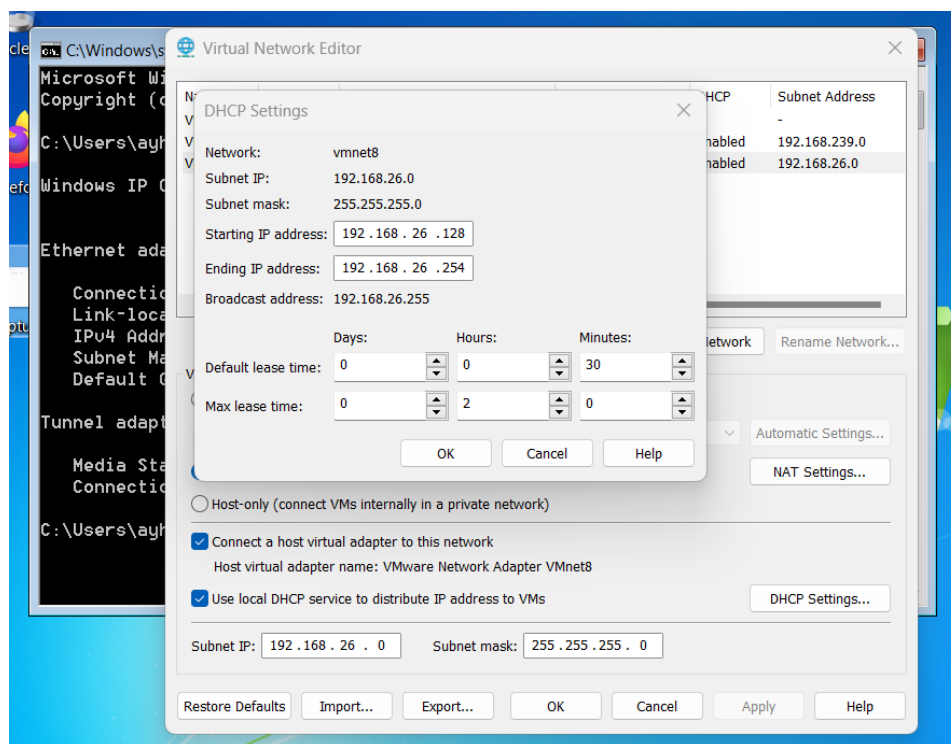 cle
C:\Windows\s
Virtual Network Editor
Microsoft Wi
Copyright (c
HCP
Subnet Address
DHCP Settings
-
C:\Users\ayh
nabled
192.168.239.0
Network:
vmnet8
nabled
192.168.26.0
efo
Windows IP C
Subnet IP:
192.168.26.0
Subnet mask:
255.255.255.0
Starting IP address:
192 . 168 . 26 . 128
Ethernet ada
Ending IP address:
192 . 168 . 26 . 254
Connectio
Broadcast address:
192.168.26.255
Link-loca
IPv4 Addr
Days:
Hours:
Minutes:
etwork
Rename Network...
Subnet Ma
Default lease time:
0
0
30
Default G
Max lease time:
0
2
0
Tunnel adapt
Automatic Settings...
OK
Cancel
Help
Media Sta
NAT Settings...
Connectio
Host-only (connect VMs internally in a private network)
C:\Users\ayh
Connect a host virtual adapter to this network
Host virtual adapter name: VMware Network Adapter VMnet8
Use local DHCP service to distribute IP address to VMs
DHCP Settings...
Subnet IP:
192 . 168 . 26 . 0
Subnet mask:
255 . 255 . 255 . 0
Restore Defaults
Import...
Export...
OK
Cancel
Apply
Help